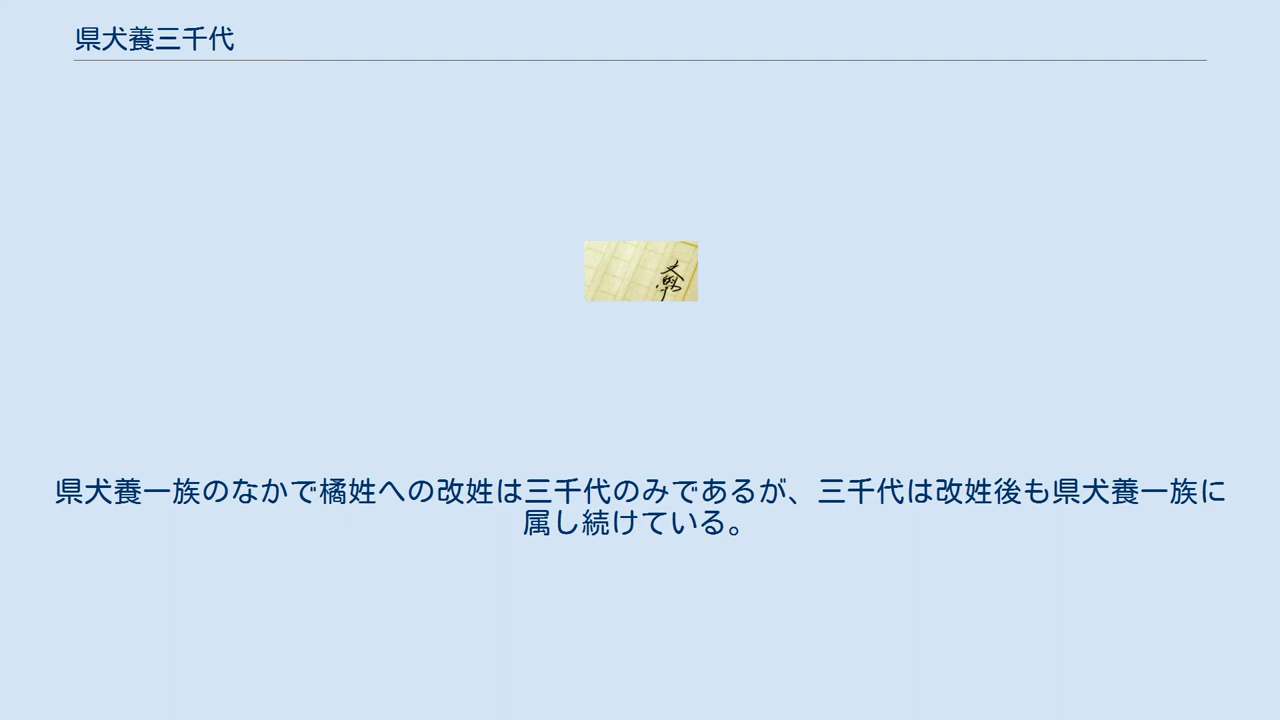 県犬養三千代
県犬養一族のなかで橘姓への改姓は三千代のみであるが、三千代は改姓後も県犬養一族に
属し続けている。